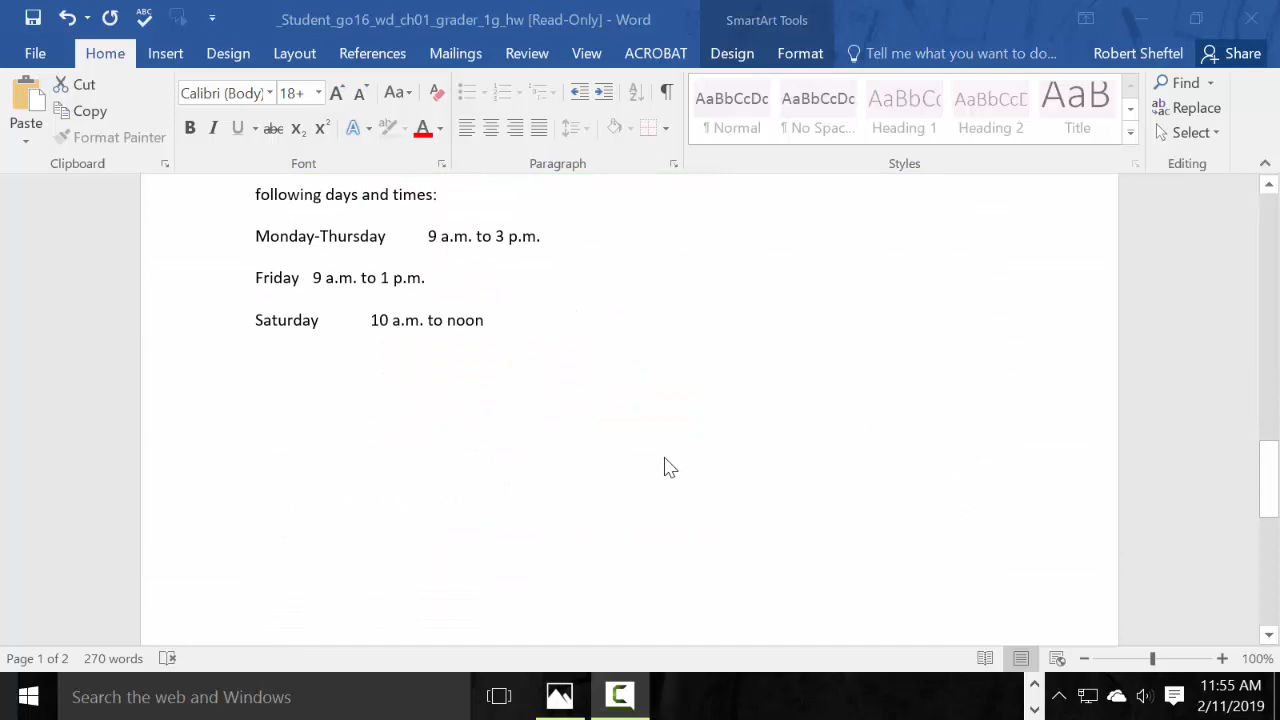 _Student_go16_wd_ch01_grader_1g_hw [Read-Only] - Word
SmartArt Tools
File Home Insert Design Layout References Mailings Review View ACROBAT Design Format Tell me what you want to do... Robert Sheftel Share
Paste
Cut
Copy
Format Painter
Clipboard
Calibri (Body) 18+
Font
Paragraph
AaBbCcDc AaBbCcDc AaBbCc AaBbCcD AaB
¶ Normal ¶ No Spac... Heading 1 Heading 2 Title
Styles
Find
Replace
Select
Editing
following days and times:
Monday-Thursday 9 a.m. to 3 p.m.
Friday 9 a.m. to 1 p.m.
Saturday 10 a.m. to noon
Page 1 of 2 270 words 100%
Search the web and Windows
11:55 AM
2/11/2019